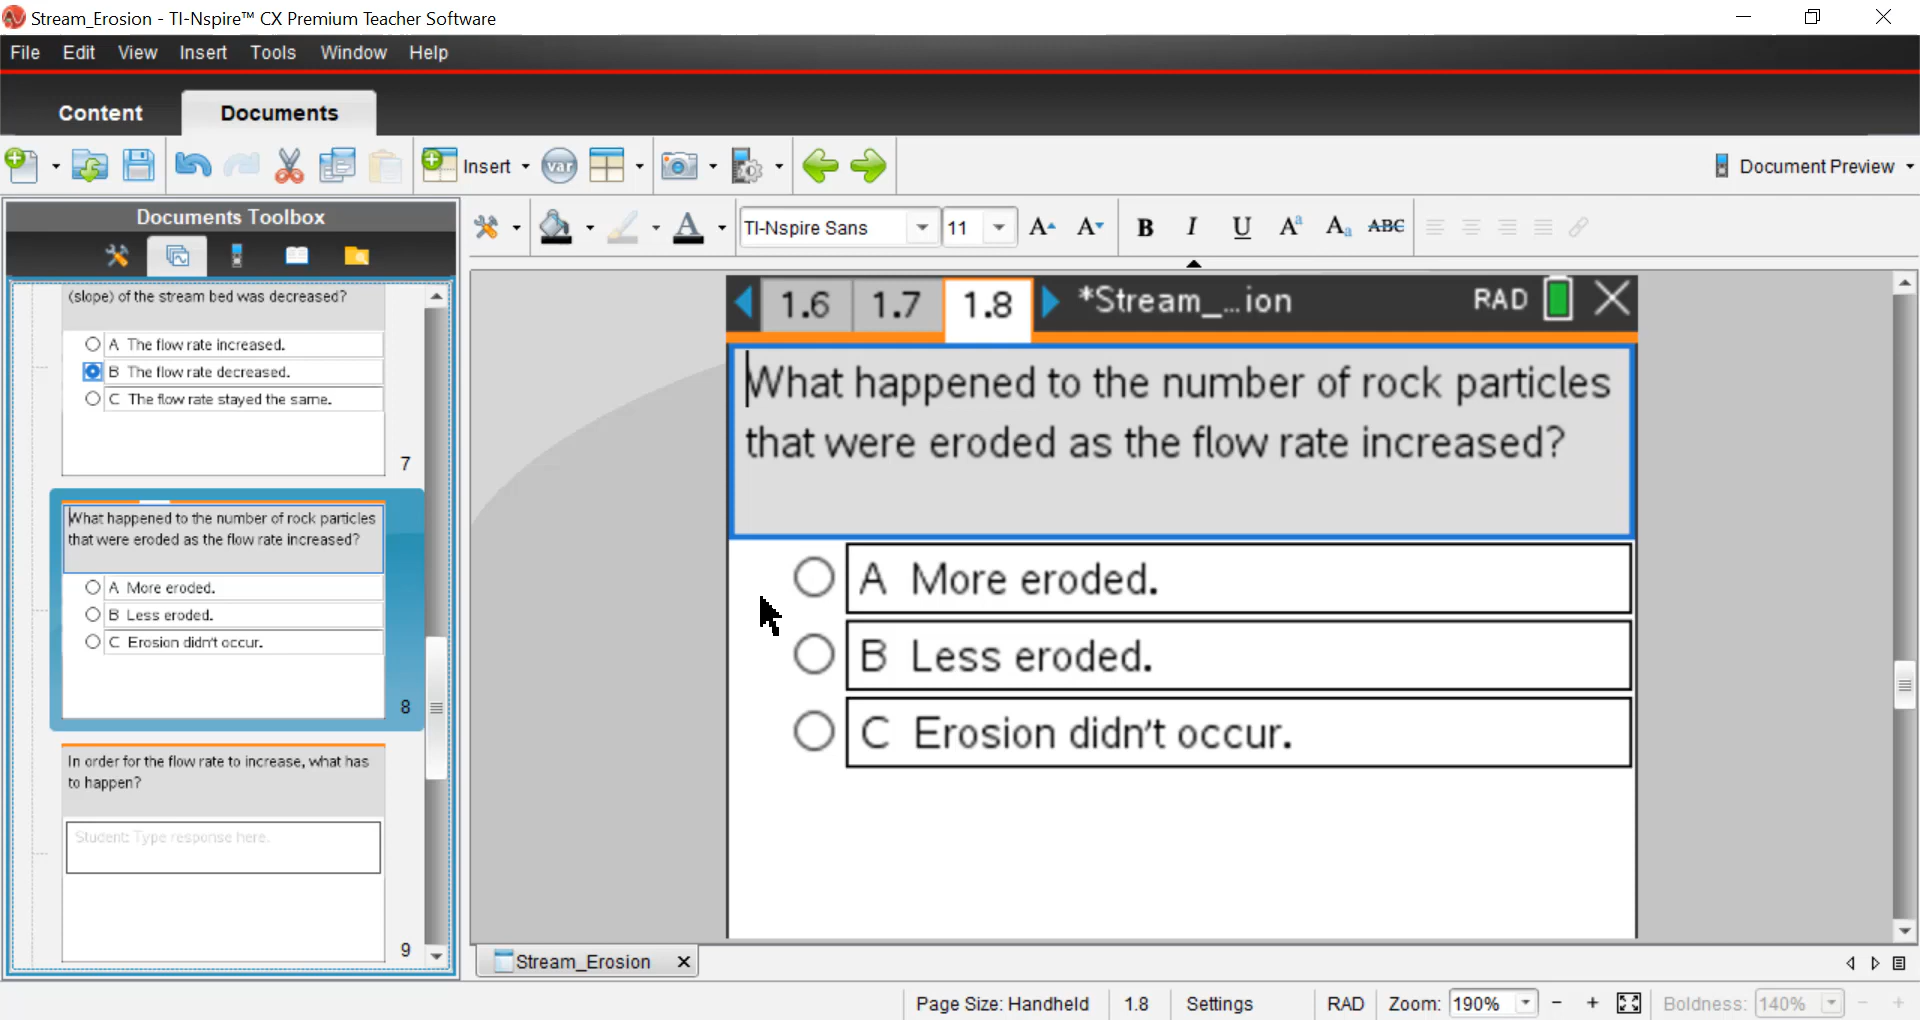 Stream_Erosion - TI-Nspire™ CX Premium Teacher Software
File Edit View Insert Tools Window Help
Content Documents
Insert var Document Preview
Documents Toolbox
TI-Nspire Sans 11 A A B I U Aa Aa ABC
(slope) of the stream bed was decreased?
A The flow rate increased.
B The flow rate decreased.
C The flow rate stayed the same.
7
What happened to the number of rock particles
that were eroded as the flow rate increased?
A More eroded.
B Less eroded.
C Erosion didn't occur.
8
In order for the flow rate to increase, what has
to happen?
Student: Type response here.
9
1.6 1.7 1.8 *Stream_...ion RAD
What happened to the number of rock particles
that were eroded as the flow rate increased?
A More eroded.
B Less eroded.
C Erosion didn't occur.
Stream_Erosion
Page Size: Handheld 1.8 Settings RAD Zoom: 190% Boldness: 140%